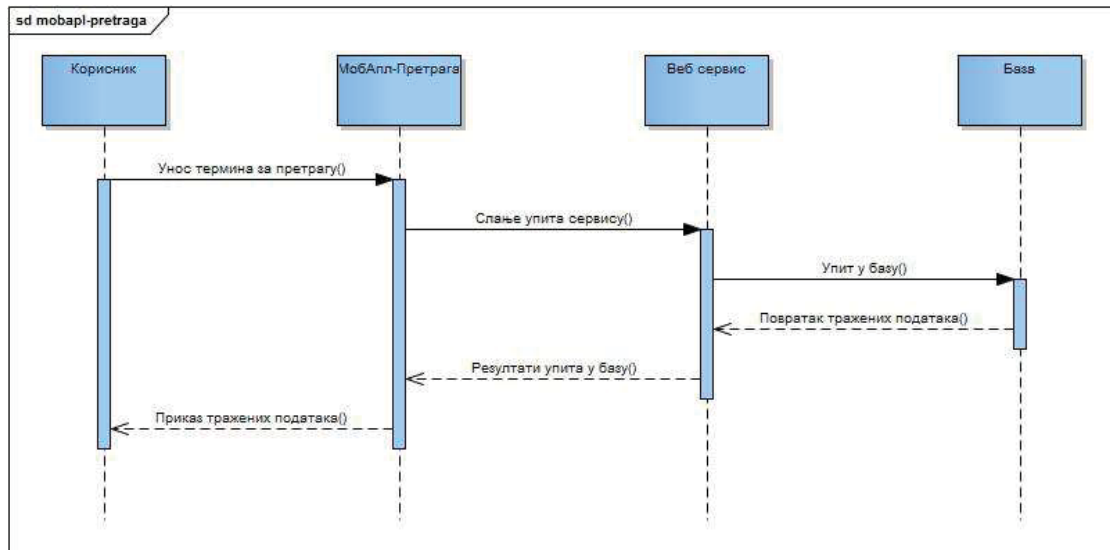 sd mobapl-pretraga
Корисник
МобАпл-Претрага
Веб сервис
База
Унос термина за претрагу()
Слање упита сервису()
Упит у базу()
Повратак тражених података()
Резултати упита у базу()
Приказ тражених података()